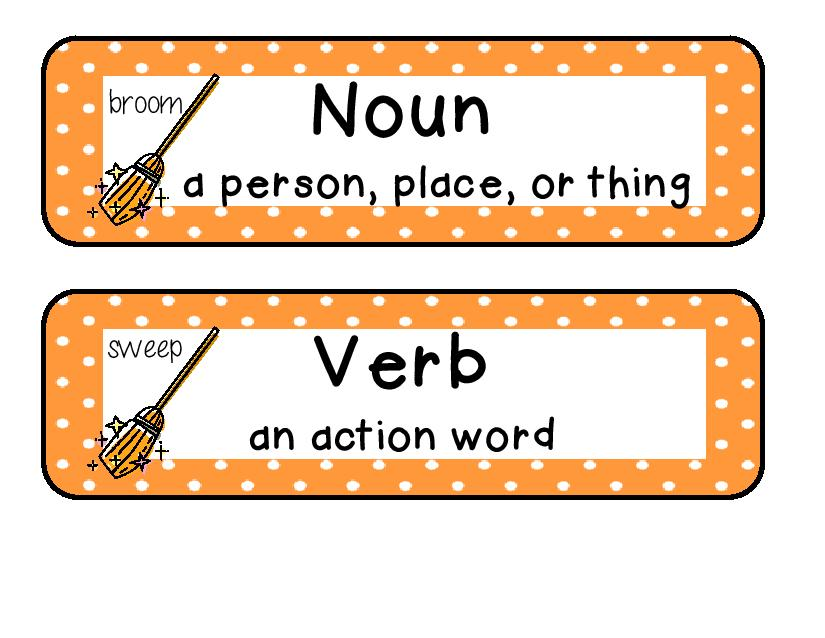 broom
Noun
a person, place, or thing
sweep
Verb
an action word